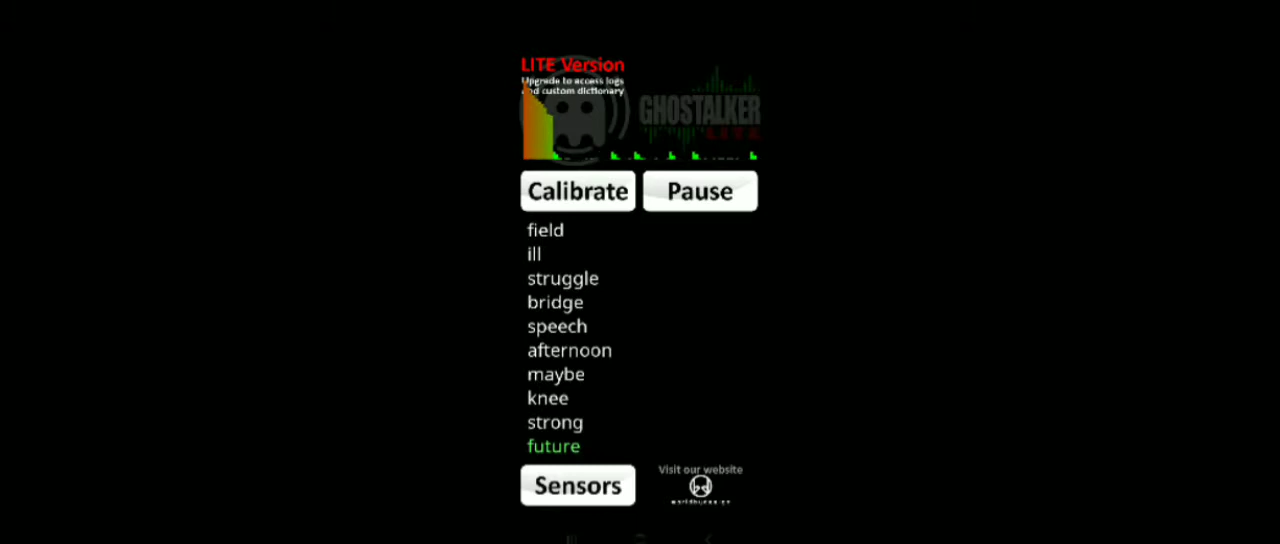 LITE Version
Upgrade to access logs
and custom dictionary
GHOSTALKER
LITE
Calibrate Pause
field
ill
struggle
bridge
speech
afternoon
maybe
knee
strong
future
Sensors
Visit our website